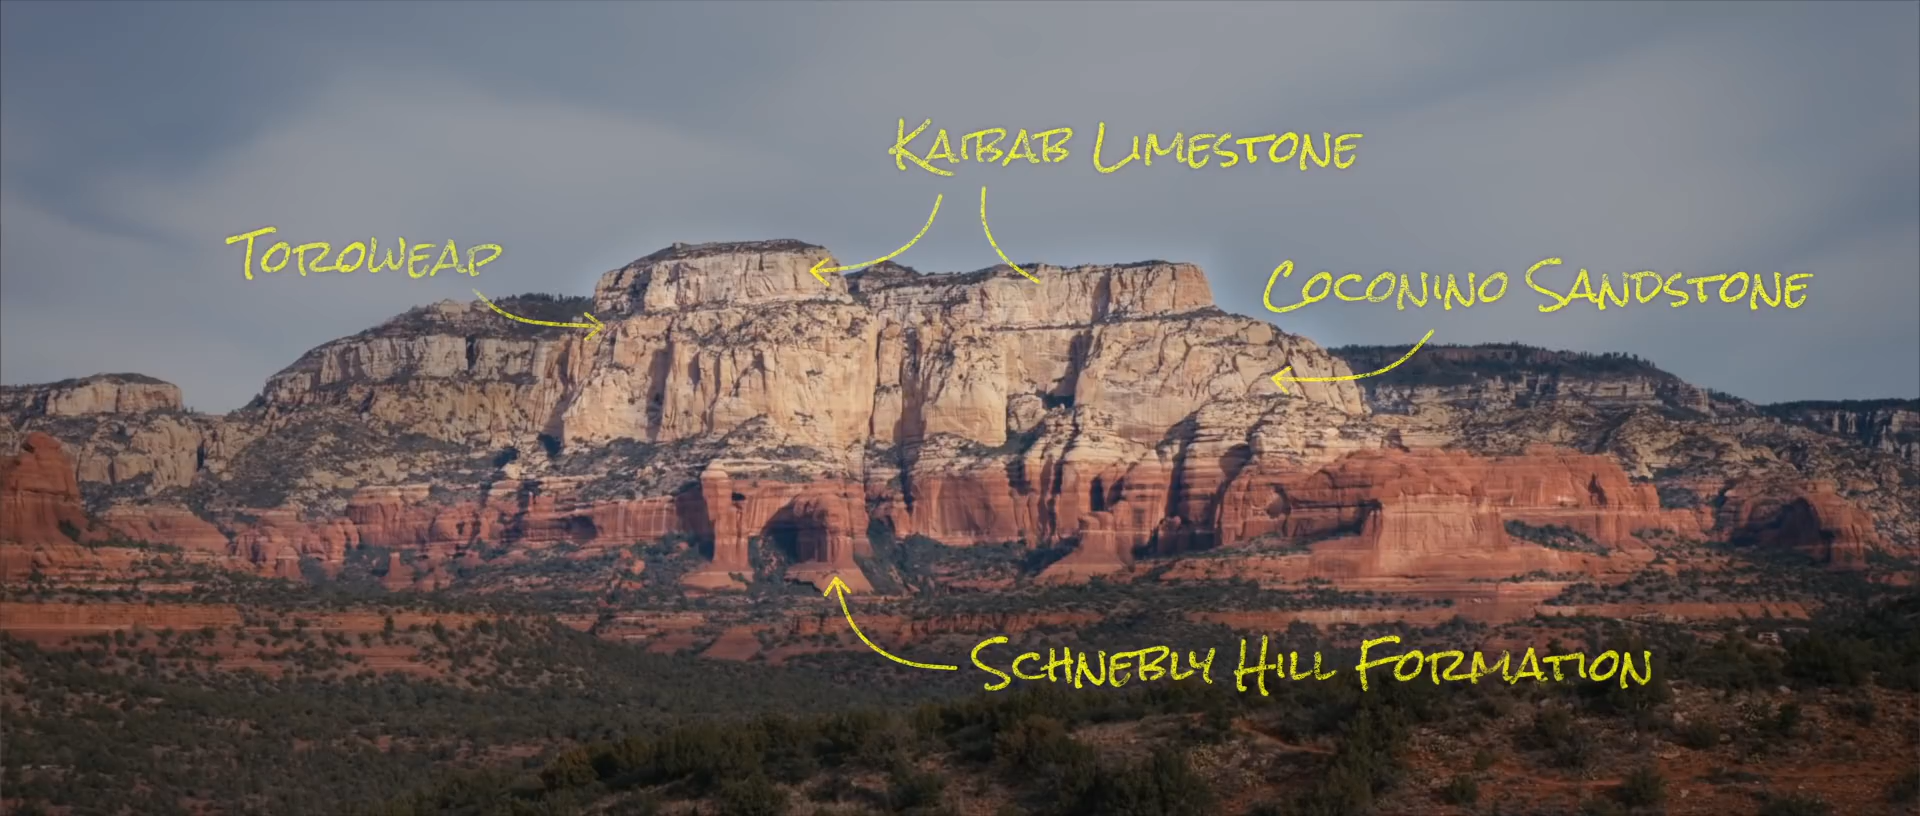 Kaibab Limestone
Toroweap
Coconino Sandstone
Schnebly Hill Formation